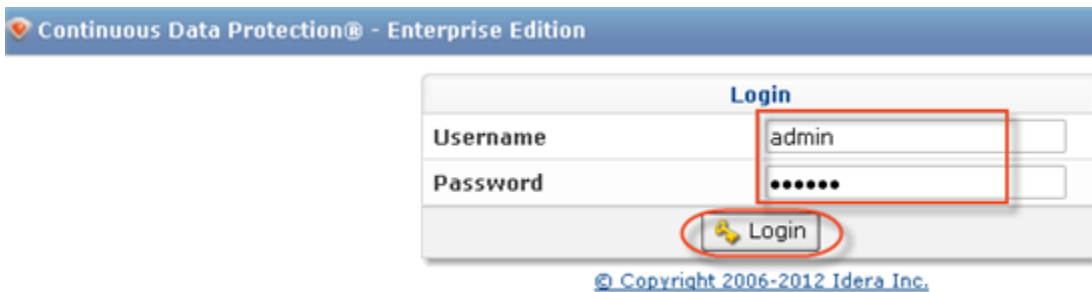 Continuous Data Protection® - Enterprise Edition
Login
Username admin
Password ••••••
Login
© Copyright 2006-2012 Idera Inc.